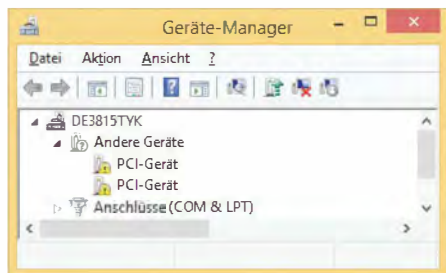 Geräte-Manager
Datei Aktion Ansicht ?
DE3815TYK
Andere Geräte
PCI-Gerät
PCI-Gerät
Anschlüsse (COM & LPT)